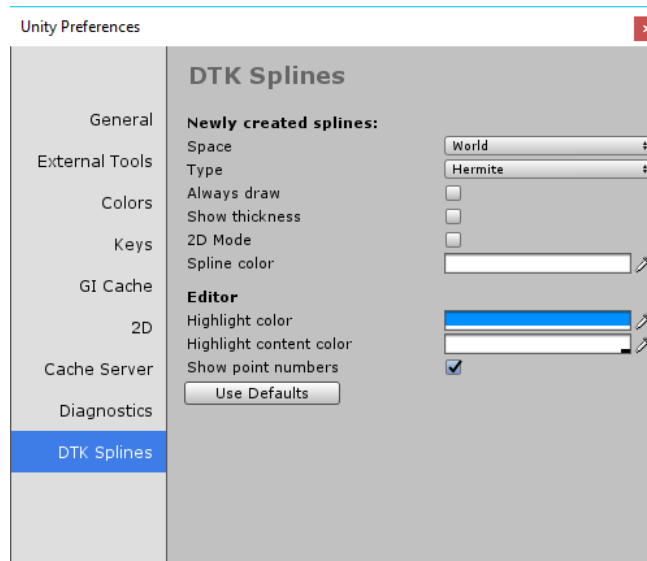 Unity Preferences
General
External Tools
Colors
Keys
GI Cache
2D
Cache Server
Diagnostics
DTK Splines
DTK Splines
Newly created splines:
Space World
Type Hermite
Always draw
Show thickness
2D Mode
Spline color
Editor
Highlight color
Highlight content color
Show point numbers
Use Defaults